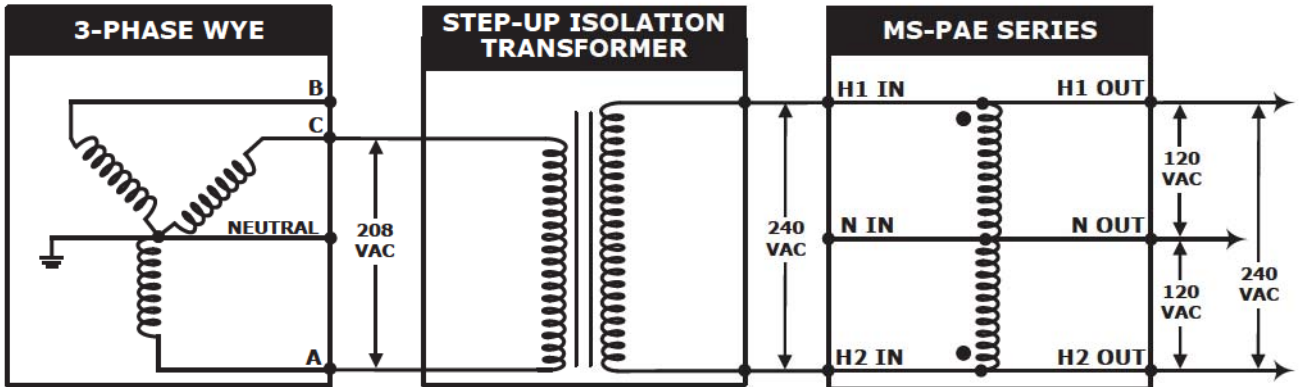 3-PHASE WYE
STEP-UP ISOLATION
TRANSFORMER
MS-PAE SERIES
B
C
NEUTRAL
A
208
VAC
240
VAC
H1 IN
H1 OUT
N IN
N OUT
H2 IN
H2 OUT
120
VAC
120
VAC
240
VAC